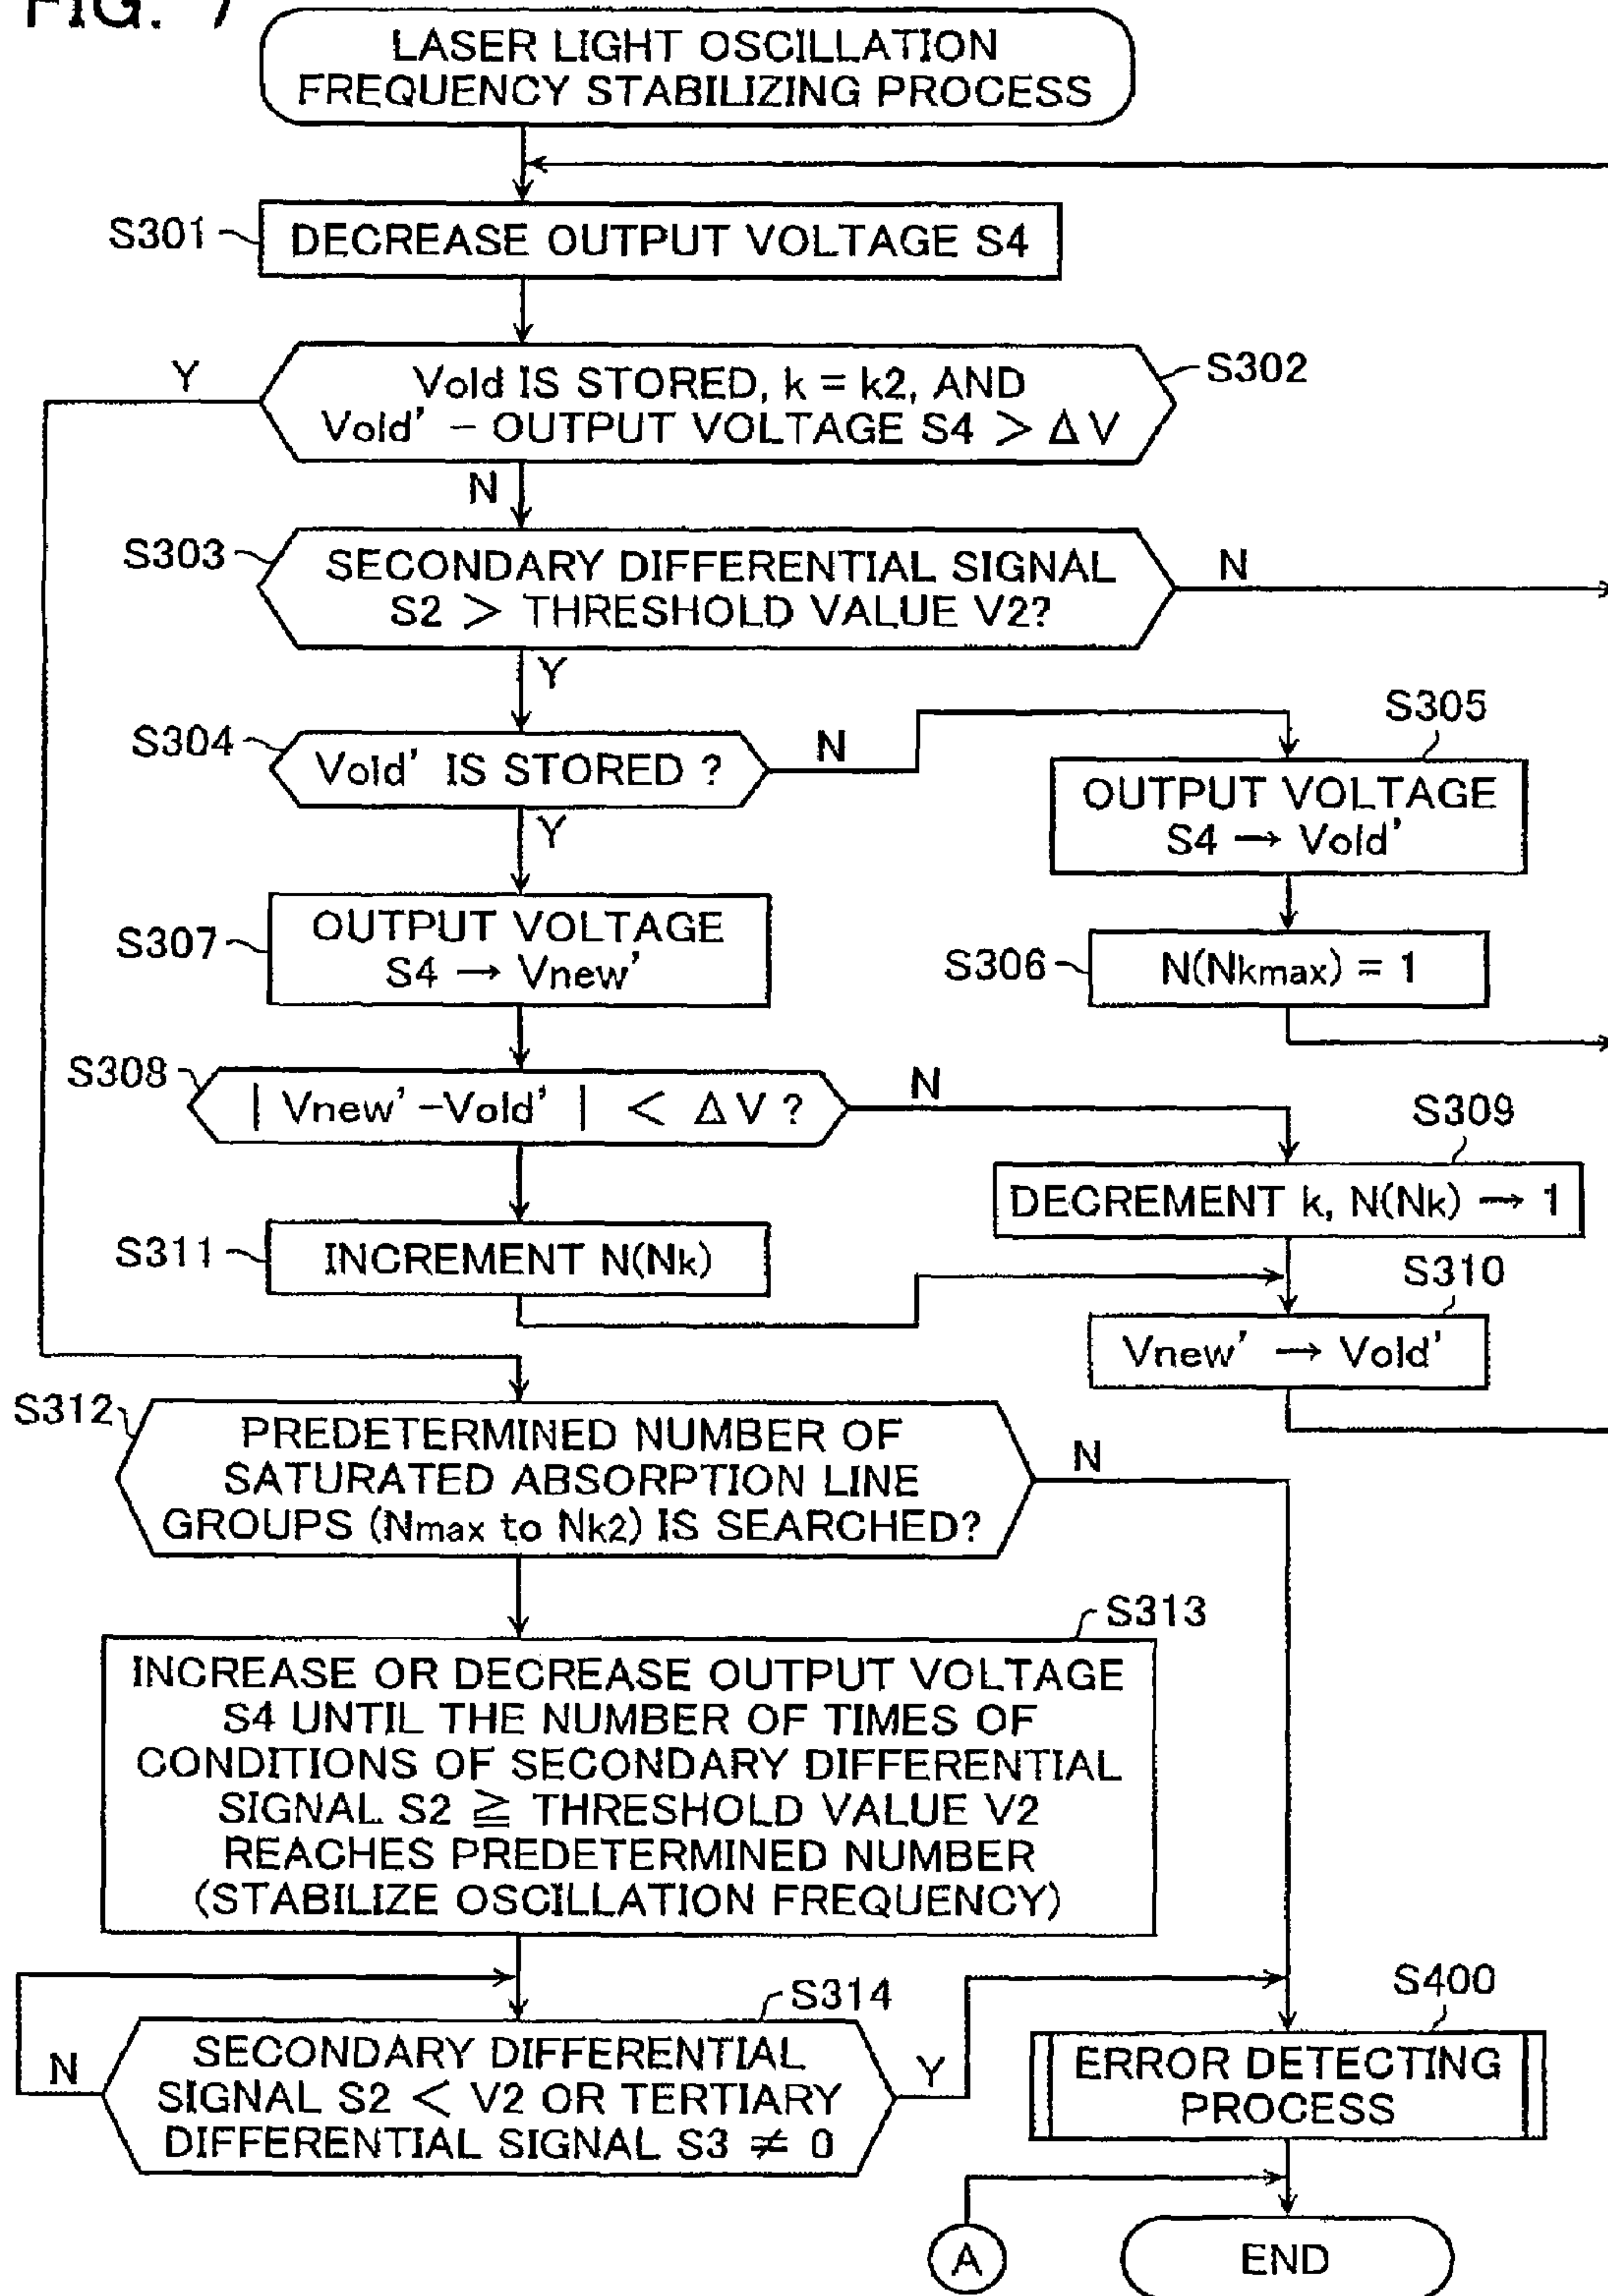 FIG. 7
LASER LIGHT OSCILLATION
FREQUENCY STABILIZING PROCESS
S301
DECREASE OUTPUT VOLTAGE S4
S302
Y
Vold IS STORED, k = k2, AND
Vold' - OUTPUT VOLTAGE S4 > ΔV
N
S303
SECONDARY DIFFERENTIAL SIGNAL
S2 > THRESHOLD VALUE V2?
N
Y
S304
Vold' IS STORED ?
N
S305
OUTPUT VOLTAGE
S4 → Vold'
Y
S307
OUTPUT VOLTAGE
S4 → Vnew'
S306
N(Nkmax) = 1
S308
| Vnew' -Vold' | < ΔV ?
N
S309
DECREMENT k, N(Nk) → 1
S311
INCREMENT N(Nk)
S310
Vnew' → Vold'
S312
PREDETERMINED NUMBER OF
SATURATED ABSORPTION LINE
GROUPS (Nmax to Nk2) IS SEARCHED?
N
S313
INCREASE OR DECREASE OUTPUT VOLTAGE
S4 UNTIL THE NUMBER OF TIMES OF
CONDITIONS OF SECONDARY DIFFERENTIAL
SIGNAL S2 ≧ THRESHOLD VALUE V2
REACHES PREDETERMINED NUMBER
(STABILIZE OSCILLATION FREQUENCY)
S314
N
SECONDARY DIFFERENTIAL
SIGNAL S2 < V2 OR TERTIARY
DIFFERENTIAL SIGNAL S3 ≠ 0
Y
S400
ERROR DETECTING
PROCESS
A
END